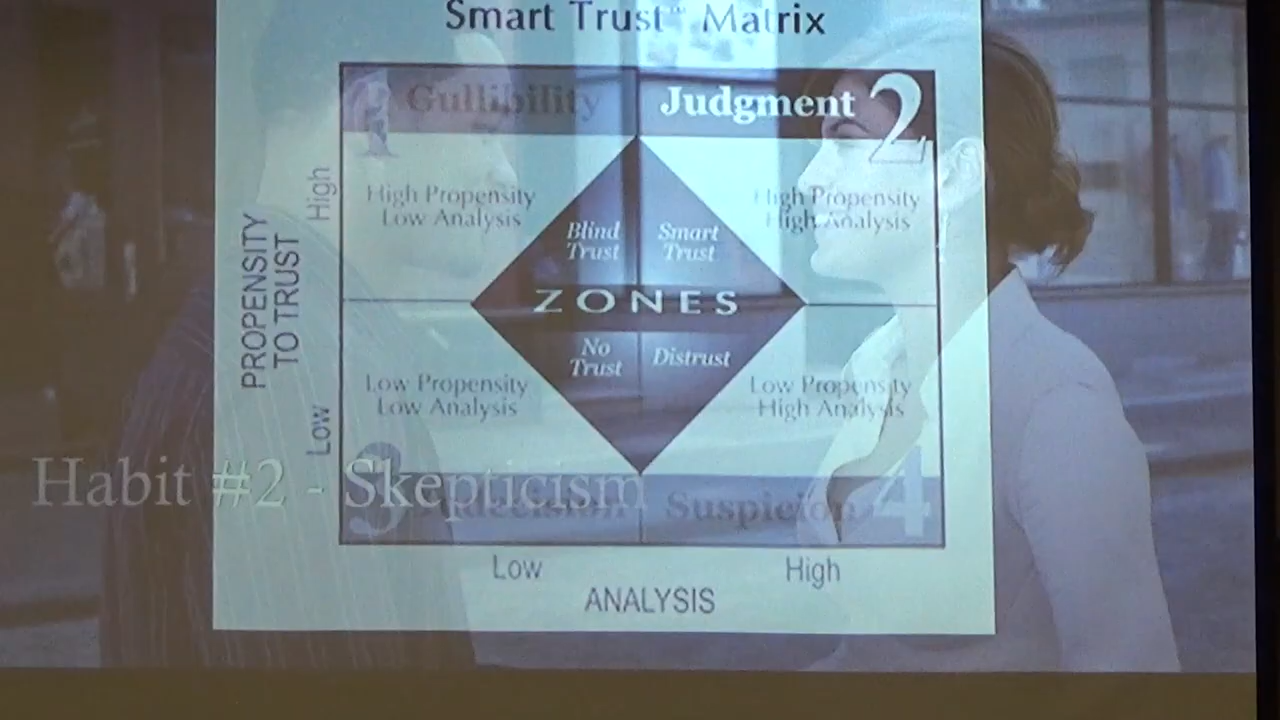 Smart Trust™ Matrix
1 Gullibility
Judgment 2
High Propensity
Low Analysis
High Propensity
High Analysis
Blind
Trust
Smart
Trust
ZONES
No
Trust
Distrust
Low Propensity
Low Analysis
Low Propensity
High Analysis
3 Indecision
Suspicion 4
PROPENSITY
TO TRUST
High
Low
Low
High
ANALYSIS
Habit #2 - Skepticism